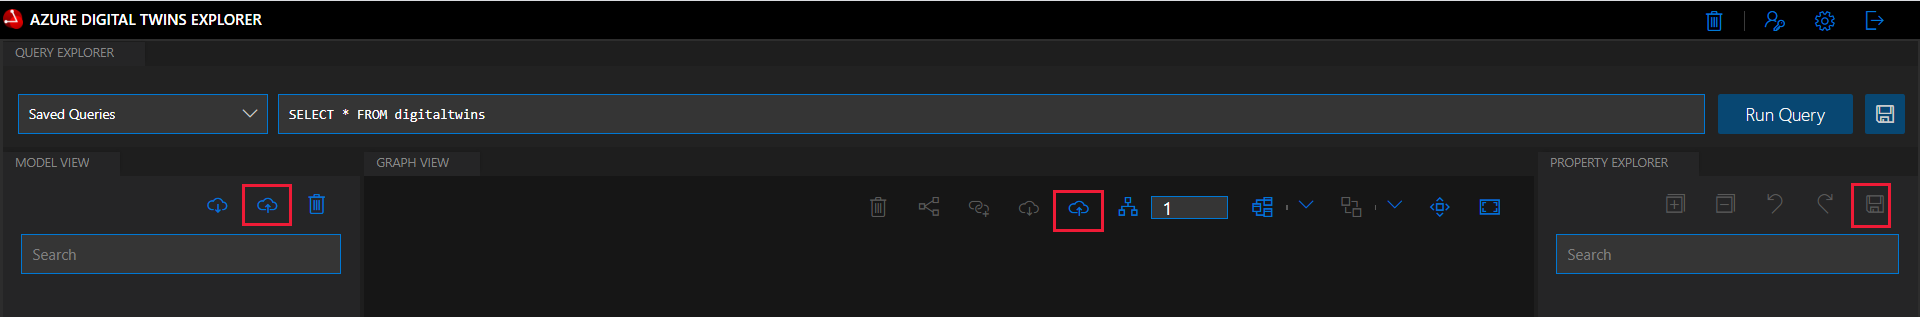 AZURE DIGITAL TWINS EXPLORER
QUERY EXPLORER
Saved Queries
SELECT * FROM digitaltwins
Run Query
MODEL VIEW
GRAPH VIEW
PROPERTY EXPLORER
1
Search
Search